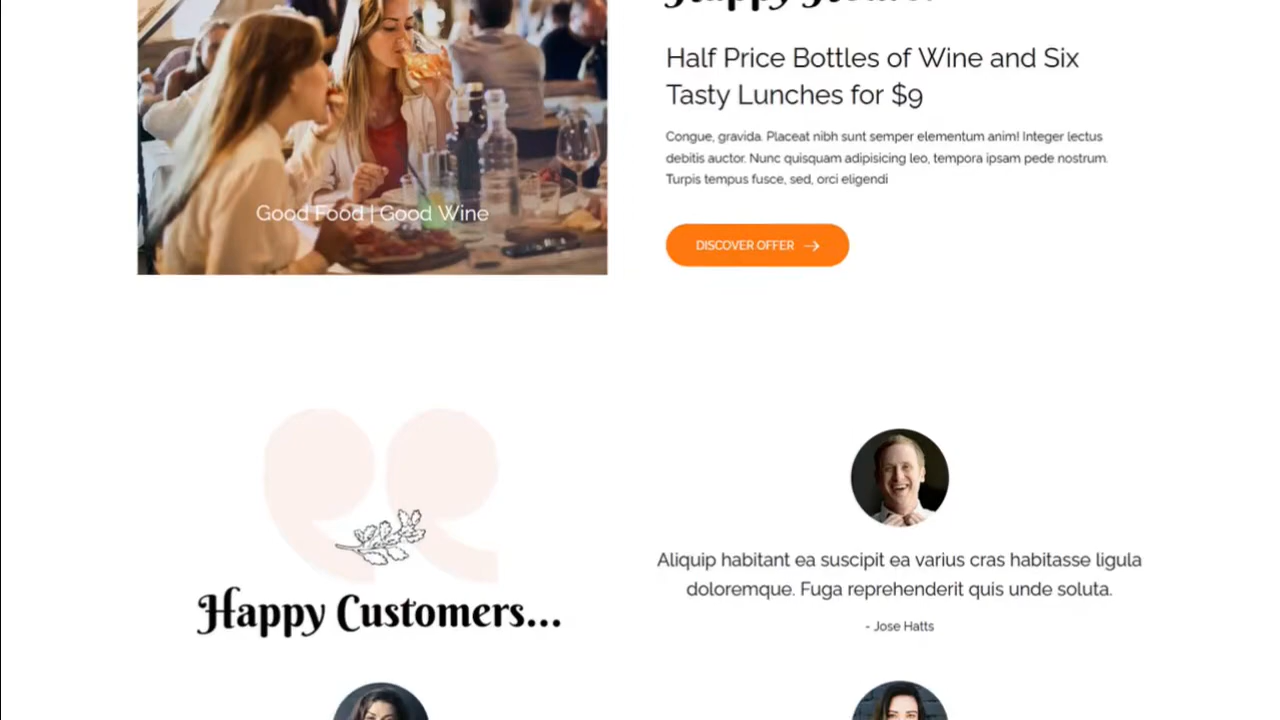 Half Price Bottles of Wine and Six
Tasty Lunches for $9
Congue, gravida. Placeat nibh sunt semper elementum anim! Integer lectus
debitis auctor. Nunc quisquam adipisicing leo, tempora ipsam pede nostrum.
Turpis tempus fusce, sed, orci eligendi
Good Food | Good Wine
DISCOVER OFFER
Happy Customers...
Aliquip habitant ea suscipit ea varius cras habitasse ligula
doloremque. Fuga reprehenderit quis unde soluta.
- Jose Hatts